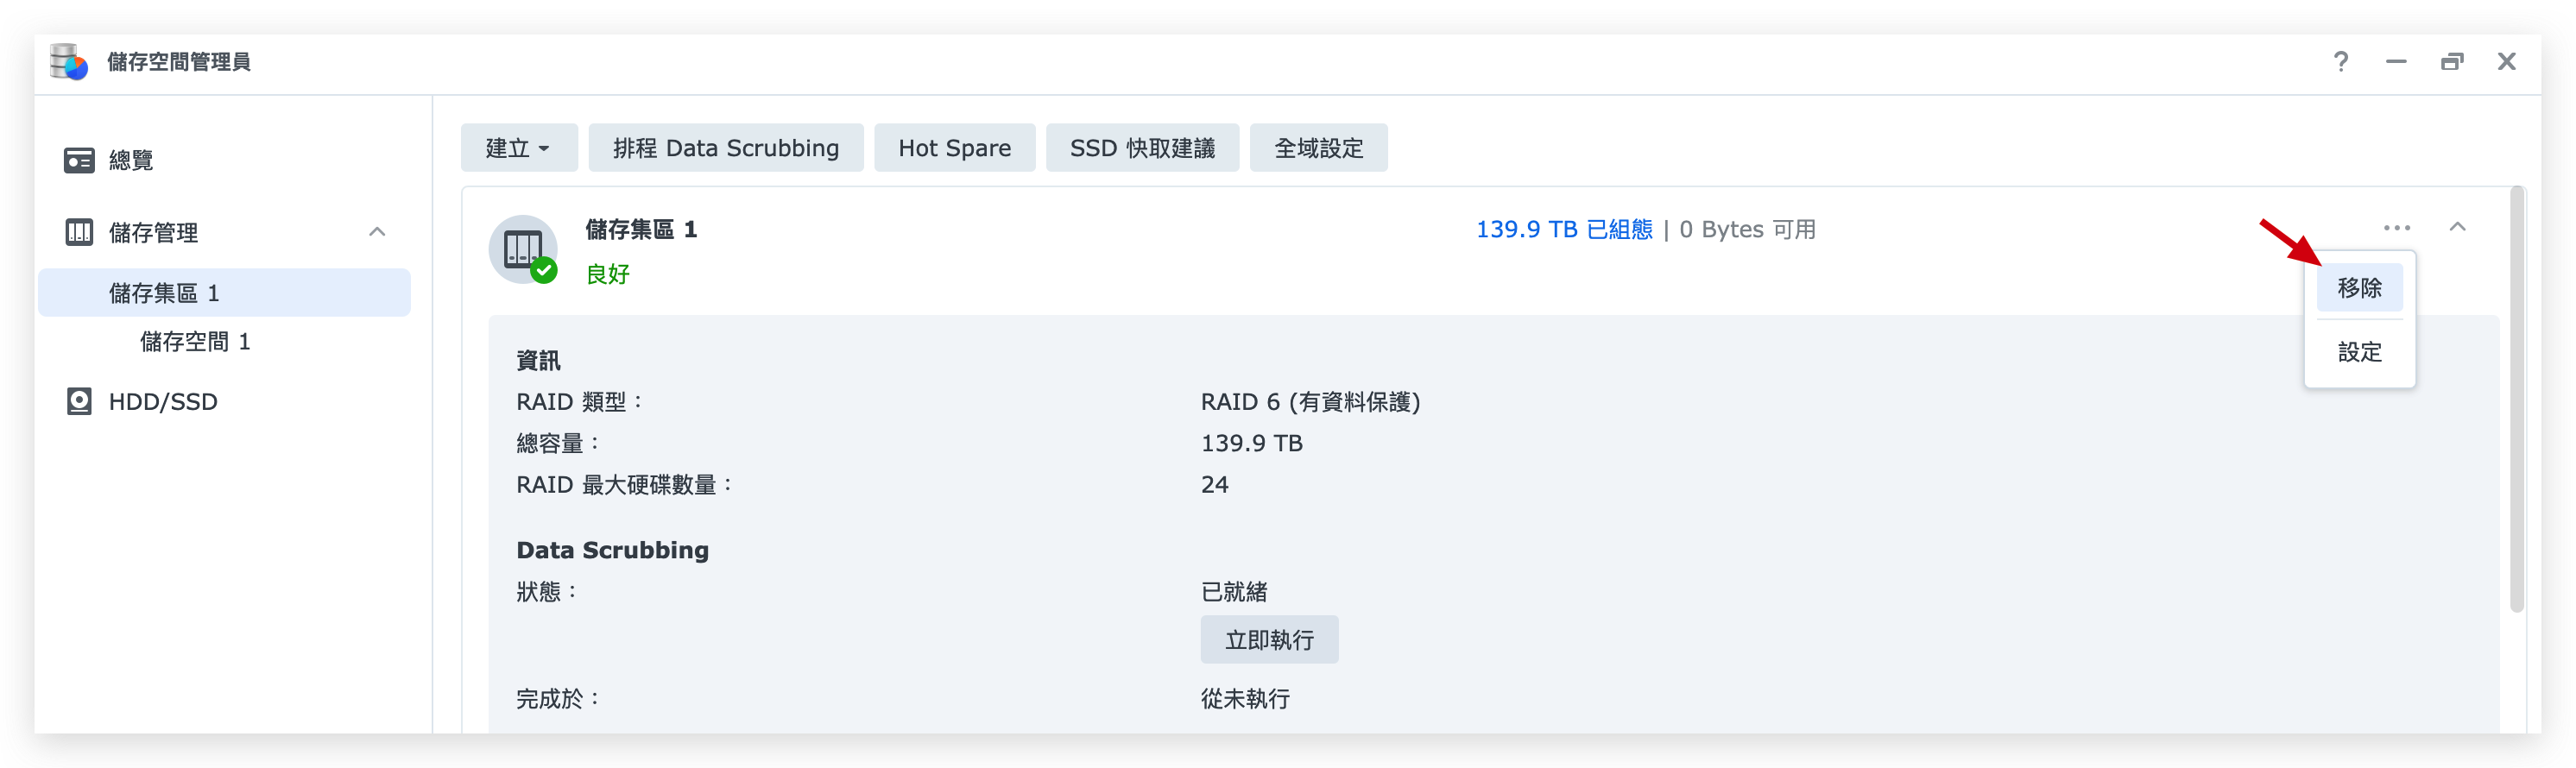 儲存空間管理員
總覽
儲存管理
儲存集區 1
儲存空間 1
HDD/SSD
建立 排程 Data Scrubbing Hot Spare SSD 快取建議 全域設定
儲存集區 1 139.9 TB 已組態 | 0 Bytes 可用
良好
移除
設定
資訊
RAID 類型： RAID 6 (有資料保護)
總容量： 139.9 TB
RAID 最大硬碟數量： 24
Data Scrubbing
狀態： 已就緒
立即執行
完成於： 從未執行